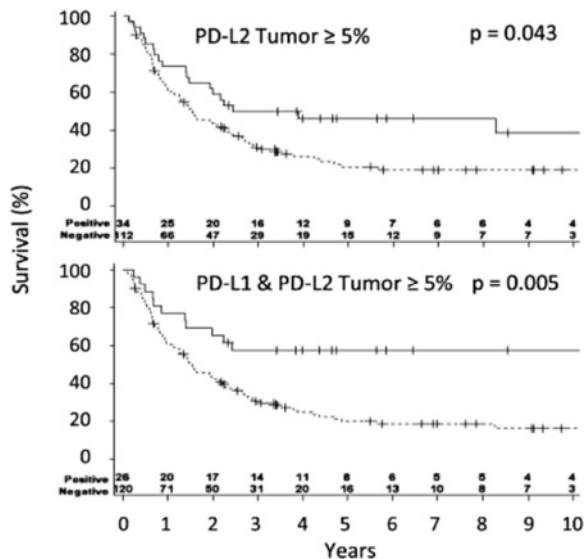 100
PD-L2 Tumor ≥ 5% p = 0.043
80
60
40
20
0
Positive 34 25 20 16 12 9 7 6 6 4 4
Negative 112 66 47 29 19 15 12 9 7 4 3
Survival (%)
100
PD-L1 & PD-L2 Tumor ≥ 5% p = 0.005
80
60
40
20
0
Positive 26 20 17 14 11 8 6 5 5 4 4
Negative 120 71 50 31 20 16 13 10 8 7 3
0 1 2 3 4 5 6 7 8 9 10
Years